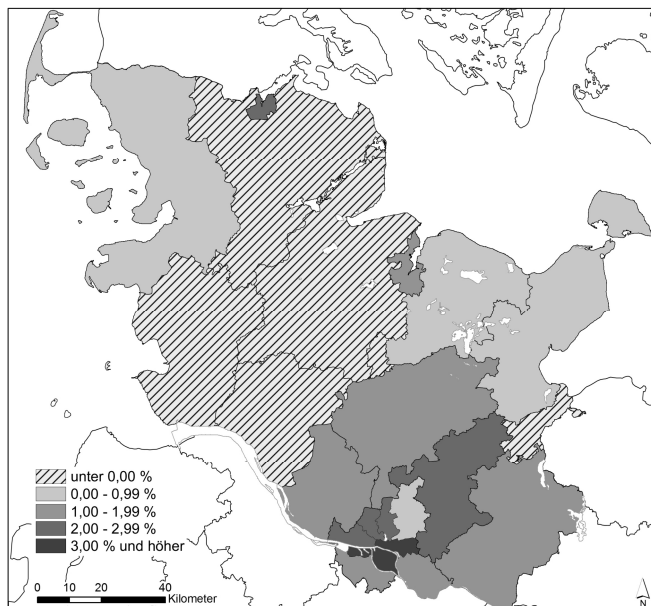 unter 0,00 %
0,00 - 0,99 %
1,00 - 1,99 %
2,00 - 2,99 %
3,00 % und höher
0 10 20 40
Kilometer
N